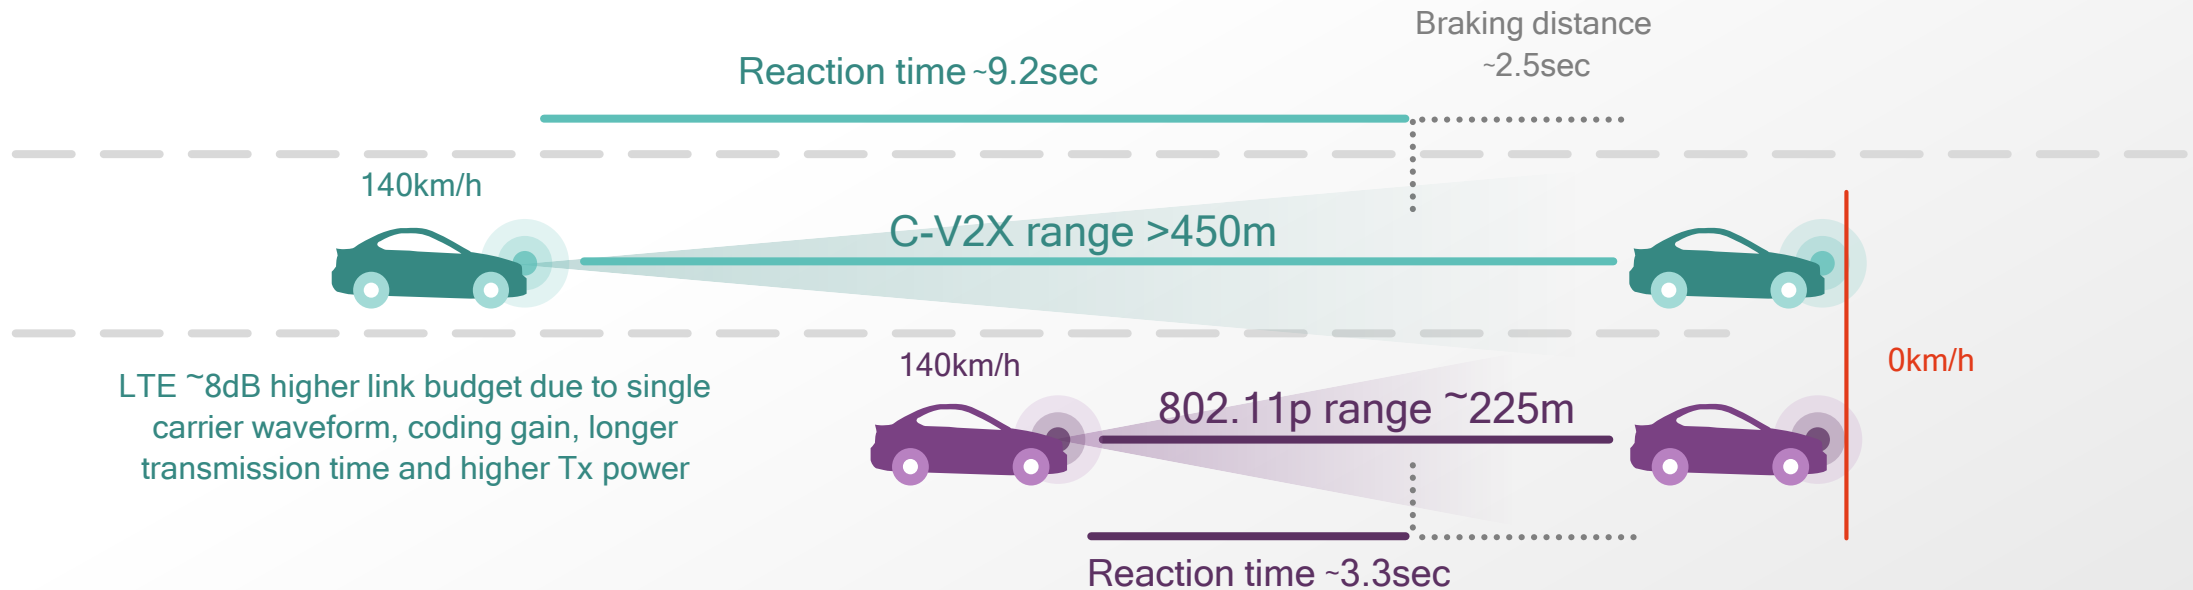 Braking distance
~2.5sec
Reaction time ~9.2sec
140km/h
C-V2X range >450m
140km/h
0km/h
LTE ~8dB higher link budget due to single
carrier waveform, coding gain, longer
transmission time and higher Tx power
802.11p range ~225m
Reaction time ~3.3sec